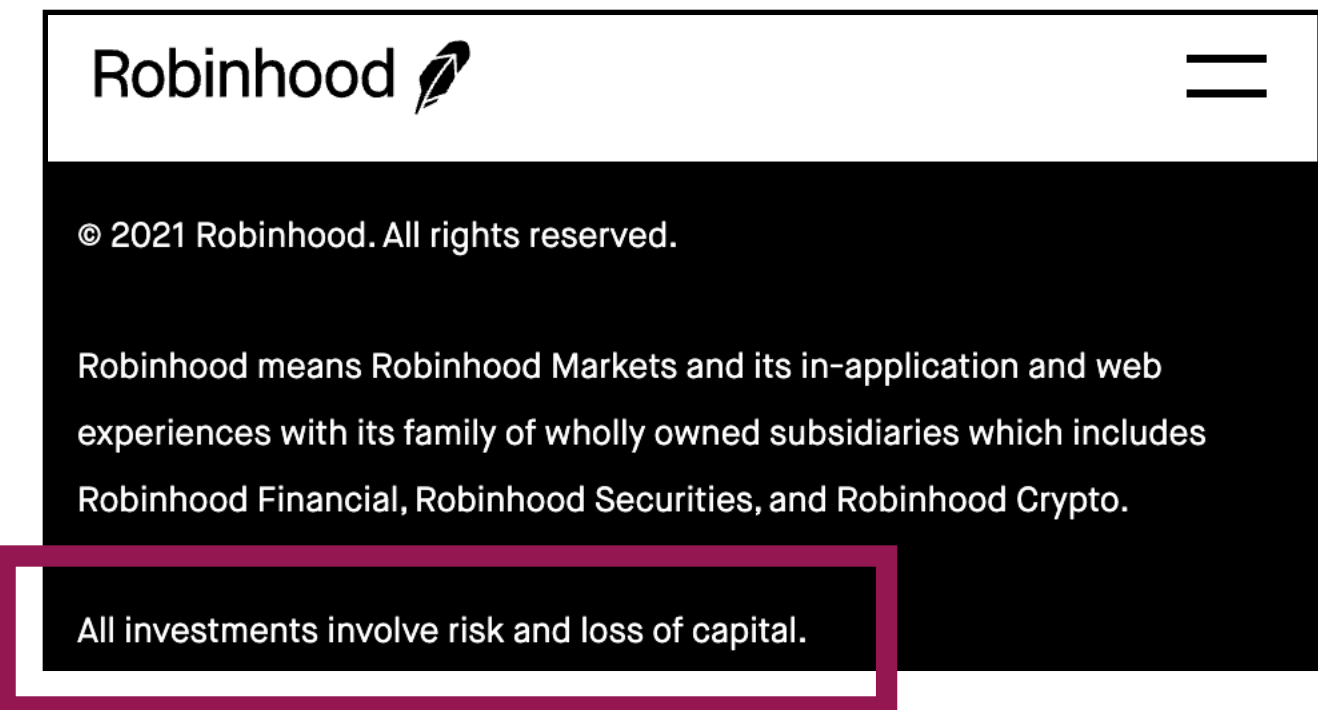 Robinhood
© 2021 Robinhood. All rights reserved.
Robinhood means Robinhood Markets and its in-application and web
experiences with its family of wholly owned subsidiaries which includes
Robinhood Financial, Robinhood Securities, and Robinhood Crypto.
All investments involve risk and loss of capital.